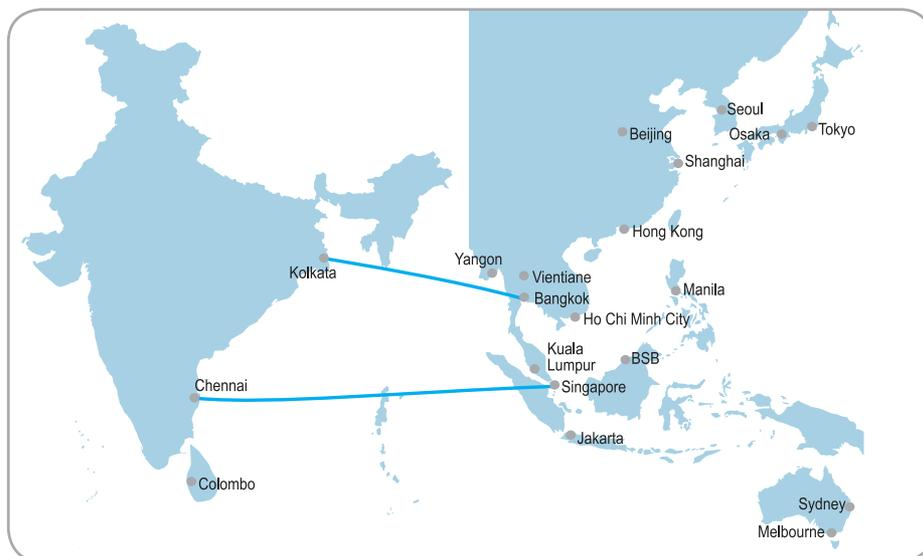 Seoul
Beijing
Osaka
Tokyo
Shanghai
Hong Kong
Yangon
Kolkata
Vientiane
Bangkok
Manila
Ho Chi Minh City
Kuala
Lumpur
BSB
Chennai
Singapore
Jakarta
Colombo
Sydney
Melbourne